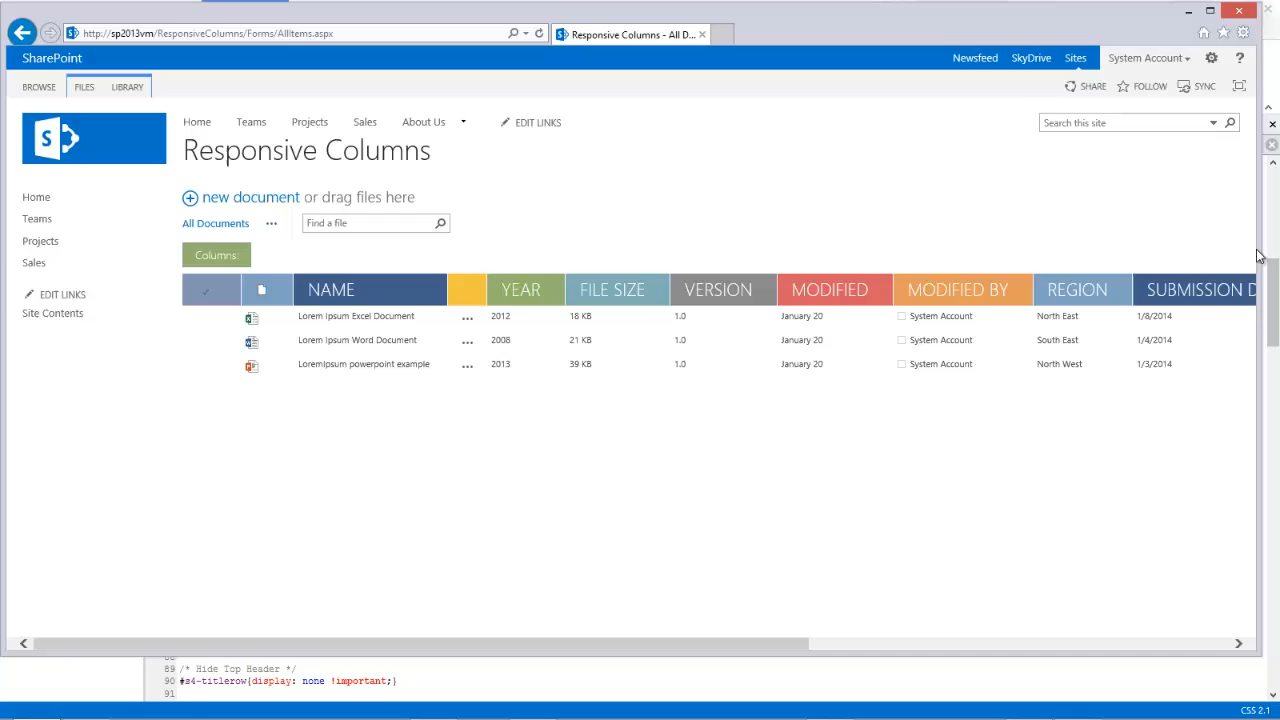 http://sp2013vm/ResponsiveColumns/Forms/AllItems.aspx
Responsive Columns - All D...
SharePoint
Newsfeed SkyDrive Sites System Account ?
BROWSE FILES LIBRARY
SHARE FOLLOW SYNC
Home Teams Projects Sales About Us EDIT LINKS
Search this site
Responsive Columns
Home
Teams
Projects
Sales
EDIT LINKS
Site Contents
new document or drag files here
All Documents ... Find a file
Columns:
NAME YEAR FILE SIZE VERSION MODIFIED MODIFIED BY REGION SUBMISSION D
Lorem Ipsum Excel Document ... 2012 18 KB 1.0 January 20 System Account North East 1/8/2014
Lorem Ipsum Word Document ... 2008 21 KB 1.0 January 20 System Account South East 1/4/2014
LoremIpsum powerpoint example ... 2013 39 KB 1.0 January 20 System Account North West 1/3/2014
89 /* Hide Top Header */
90 #s4-titlerow{display: none !important;}
91
CSS 2.1